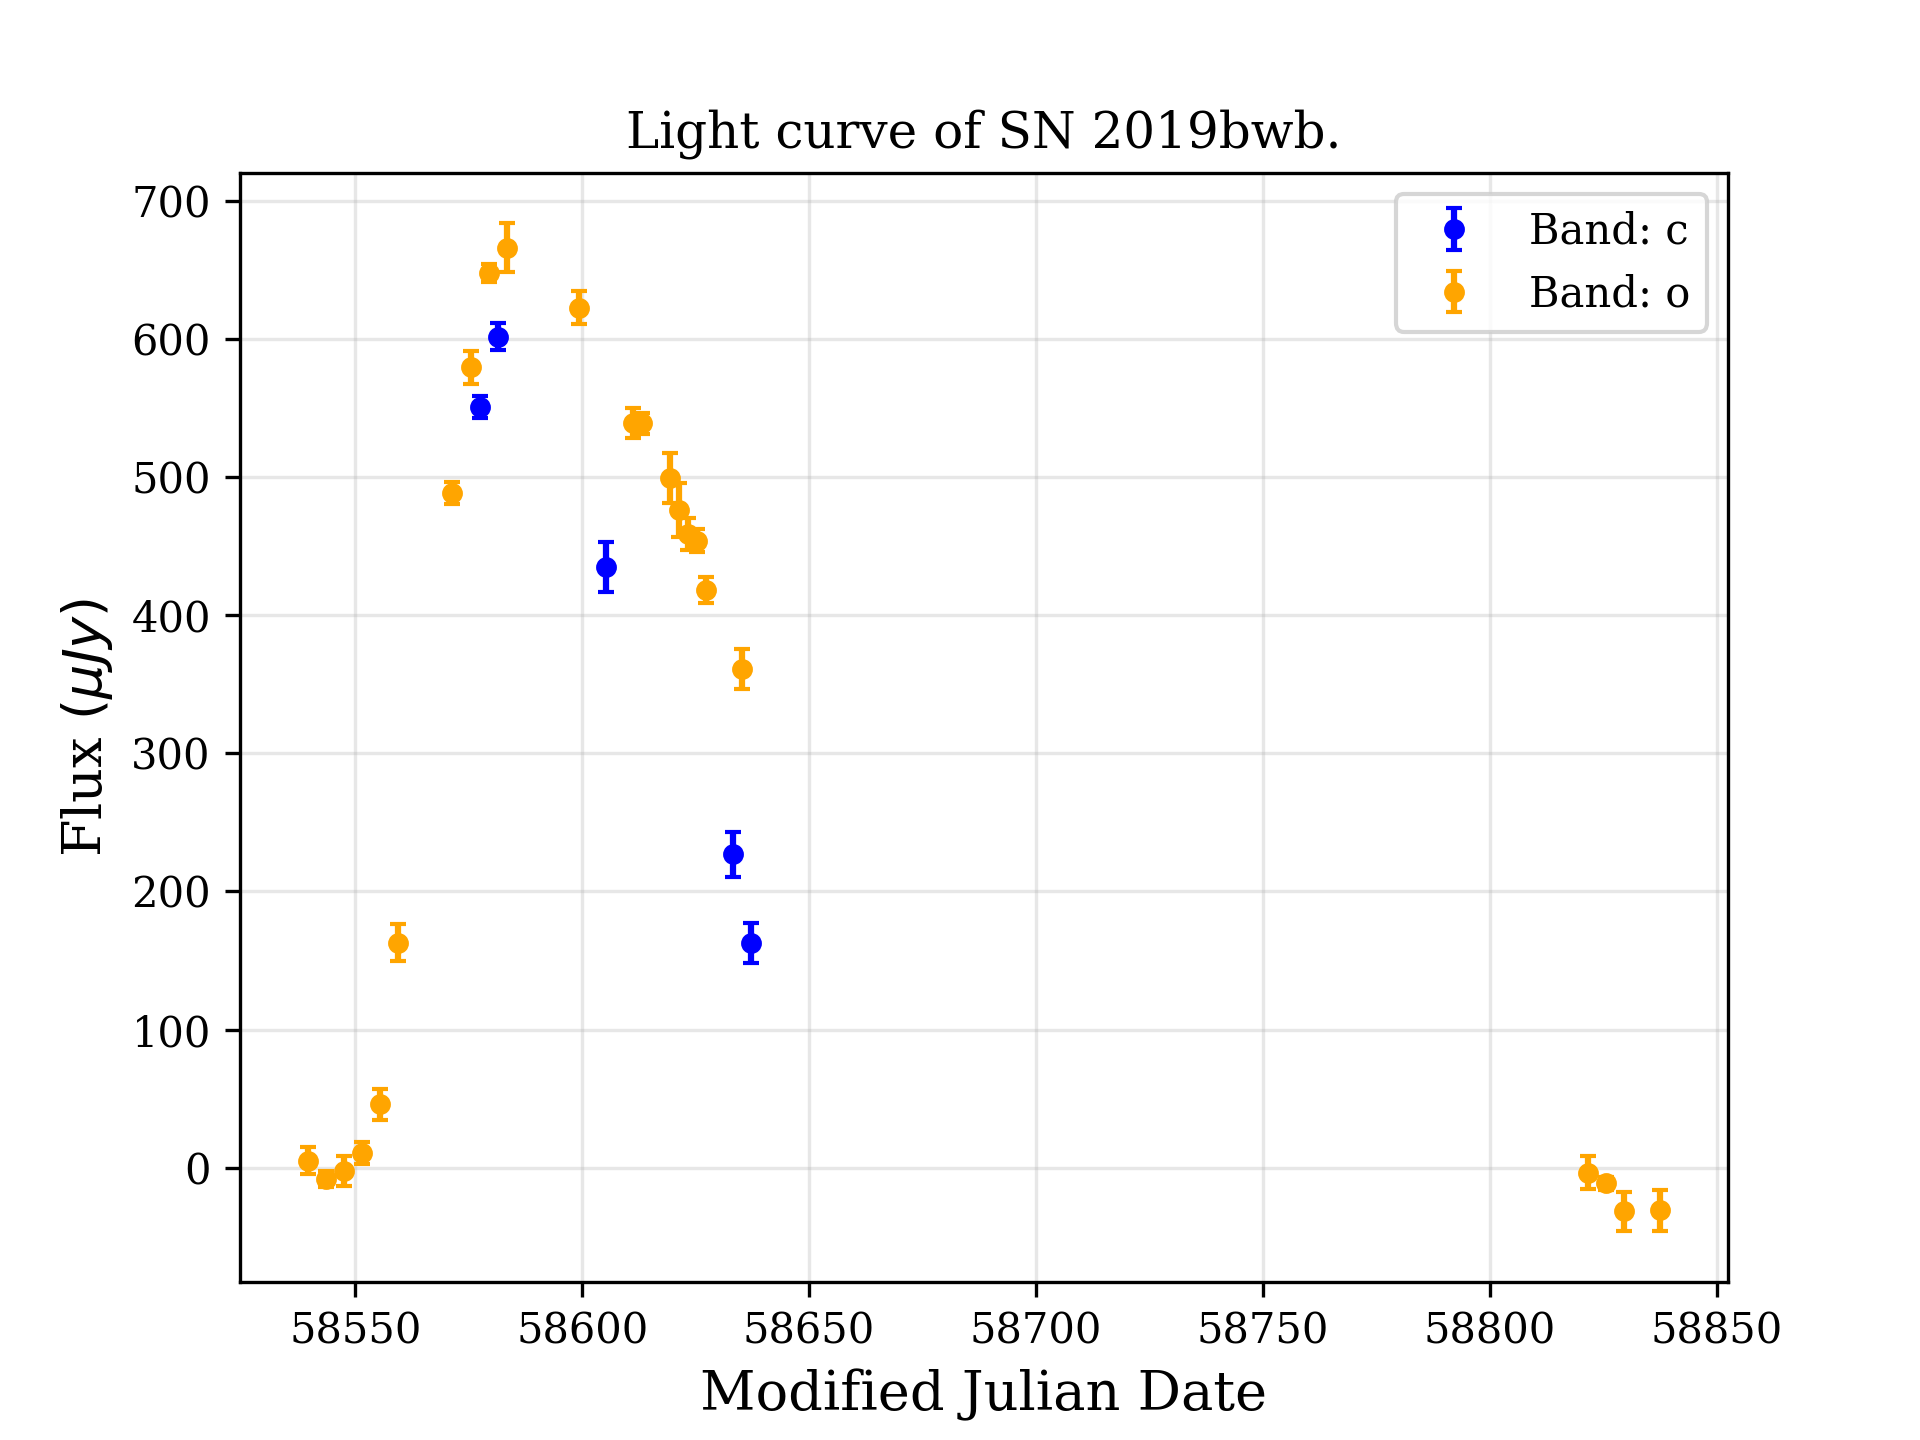 Light curve of SN 2019bwb.
Band: c
Band: o
700
600
500
400
300
200
100
0
Flux (μJy)
58550 58600 58650 58700 58750 58800 58850
Modified Julian Date